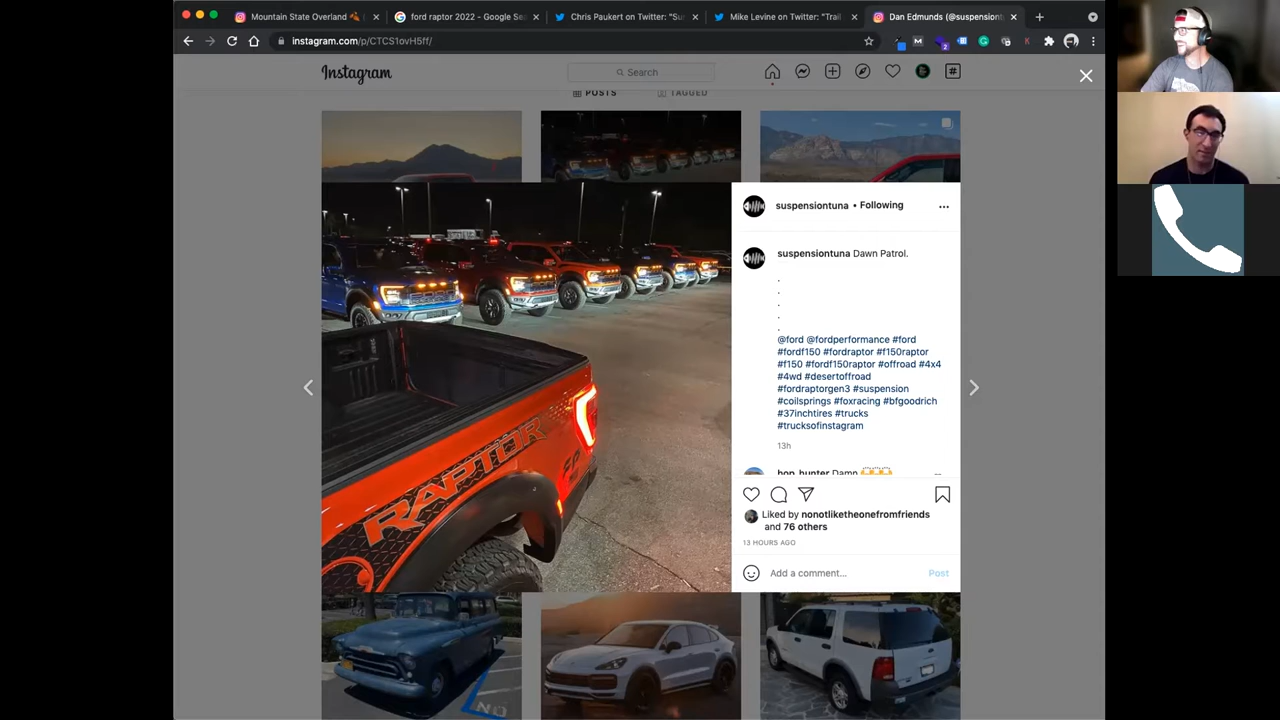 Mountain State Overland
ford raptor 2022 - Google Se
Chris Paukert on Twitter: "Su
Mike Levine on Twitter: "Trail
Dan Edmunds (@suspensiont
instagram.com/p/CTCS1ovH5ff/
Instagram
Search
POSTS
TAGGED
suspensiontuna • Following
suspensiontuna Dawn Patrol.
.
.
.
.
.
@ford @fordperformance #ford
#fordf150 #fordraptor #f150raptor
#f150 #fordf150raptor #offroad #4x4
#4wd #desertoffroad
#fordraptorgen3 #suspension
#coilsprings #foxracing #bfgoodrich
#37inchtires #trucks
#trucksofinstagram
13h
hop_hunter Damn
Liked by nonotliketheonefromfriends
and 76 others
13 HOURS AGO
Add a comment...
Post
RAPTOR
NO